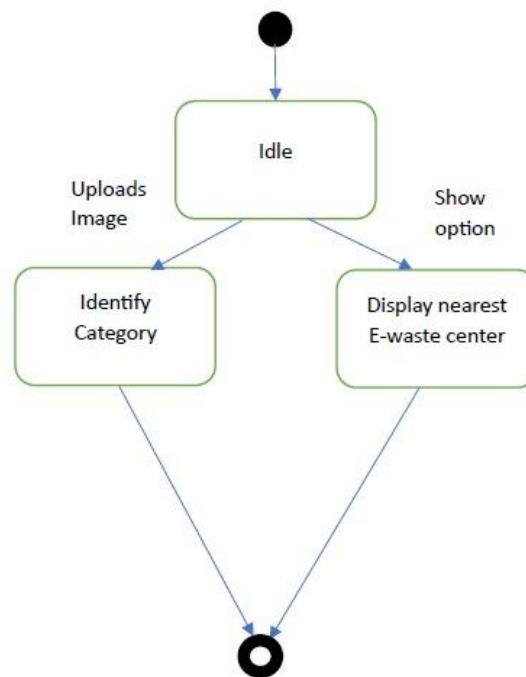 Idle
Uploads
Image
Show
option
Identify
Category
Display nearest
E-waste center